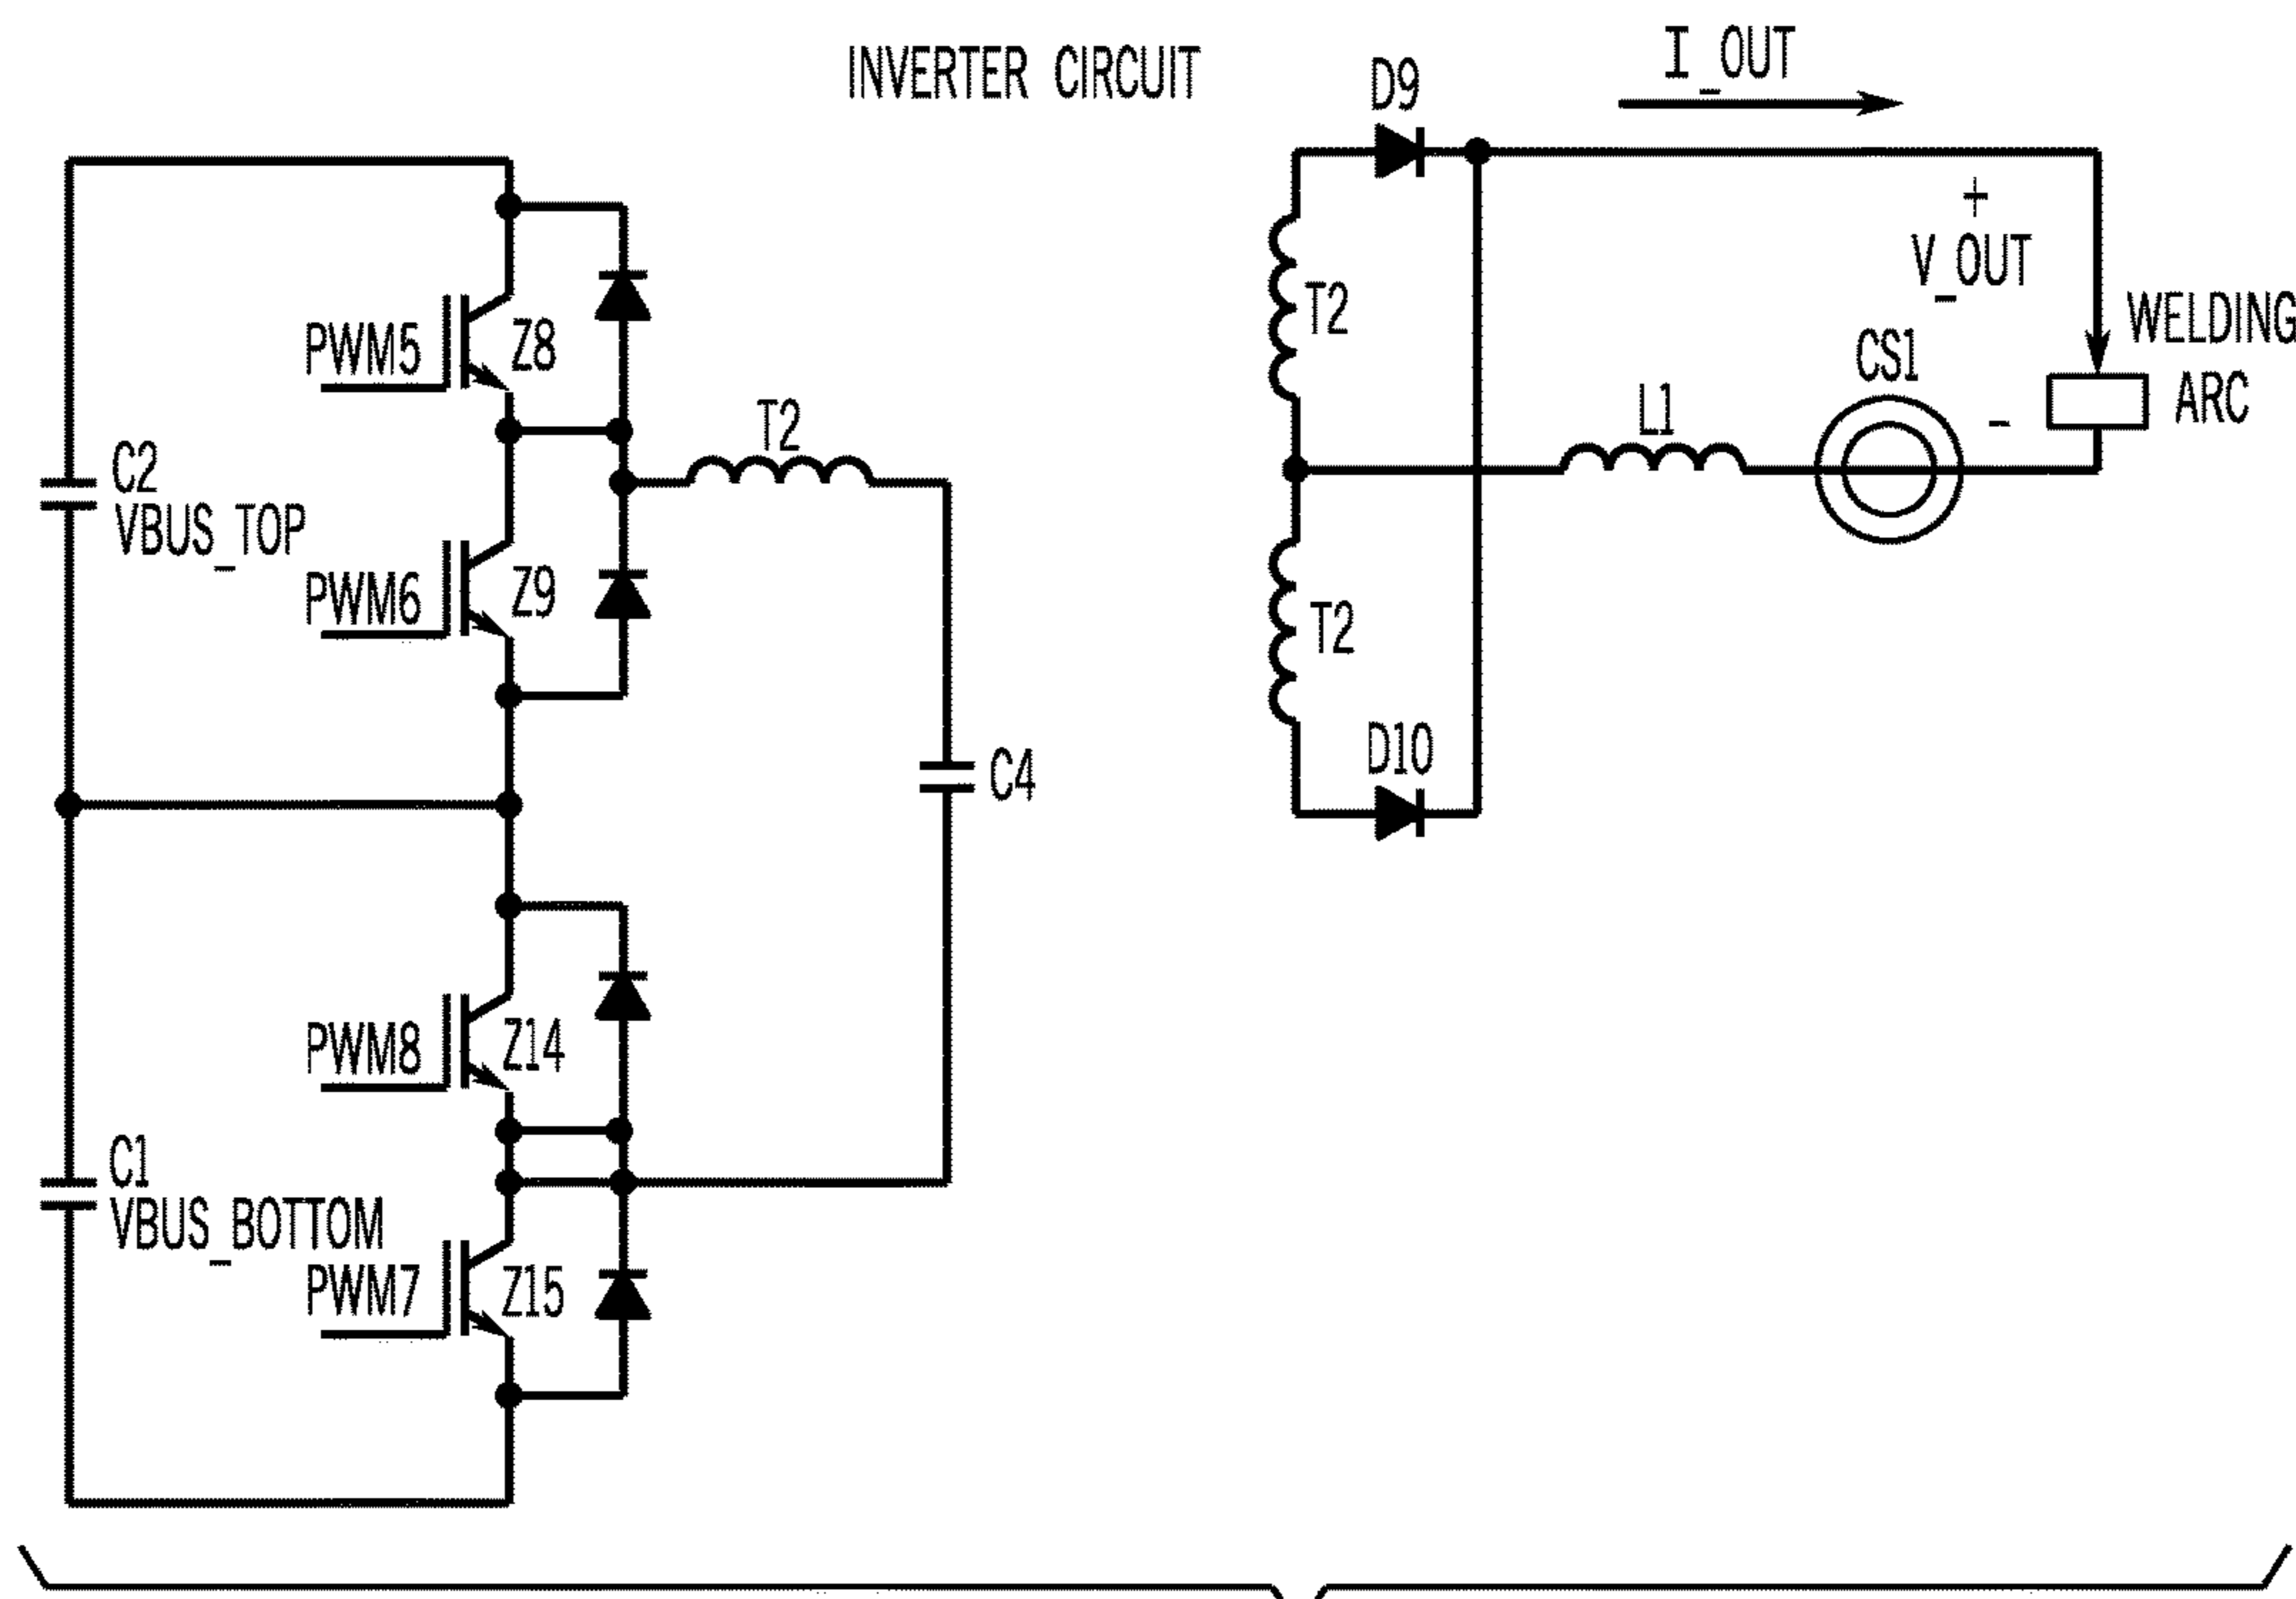 INVERTER CIRCUIT
I_OUT
D9
+
V_OUT
T2
PWM5
Z8
WELDING
ARC
CS1
L1
-
T2
C2
VBUS_TOP
PWM6
Z9
T2
D10
C4
PWM8
Z14
C1
VBUS_BOTTOM
PWM7
Z15